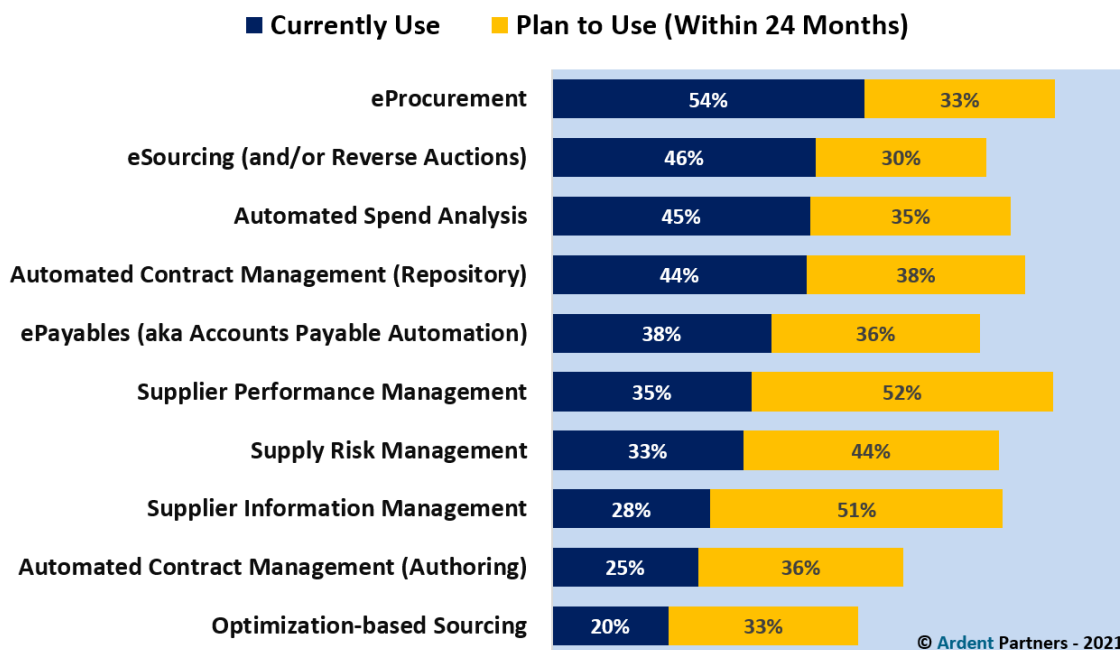 Currently Use Plan to Use (Within 24 Months)
eProcurement 54% 33%
eSourcing (and/or Reverse Auctions) 46% 30%
Automated Spend Analysis 45% 35%
Automated Contract Management (Repository) 44% 38%
ePayables (aka Accounts Payable Automation) 38% 36%
Supplier Performance Management 35% 52%
Supply Risk Management 33% 44%
Supplier Information Management 28% 51%
Automated Contract Management (Authoring) 25% 36%
Optimization-based Sourcing 20% 33%
© Ardent Partners - 2021